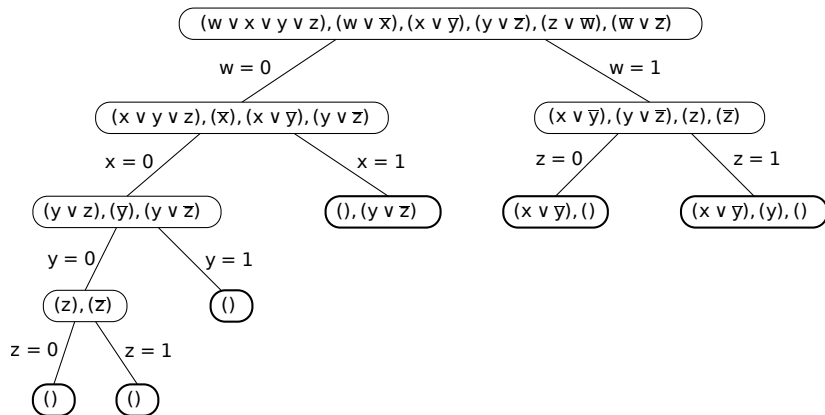 (w ∨ x ∨ y ∨ z), (w ∨ x̅), (x ∨ y̅), (y ∨ z̅), (z ∨ w̅), (w̅ ∨ z̅)
w = 0 w = 1
(x ∨ y ∨ z), (x̅), (x ∨ y̅), (y ∨ z̅) (x ∨ y̅), (y ∨ z̅), (z), (z̅)
x = 0 x = 1 z = 0 z = 1
(y ∨ z), (y̅), (y ∨ z̅) (), (y ∨ z̅) (x ∨ y̅), () (x ∨ y̅), (y), ()
y = 0 y = 1
(z), (z̅) ()
z = 0 z = 1
() ()